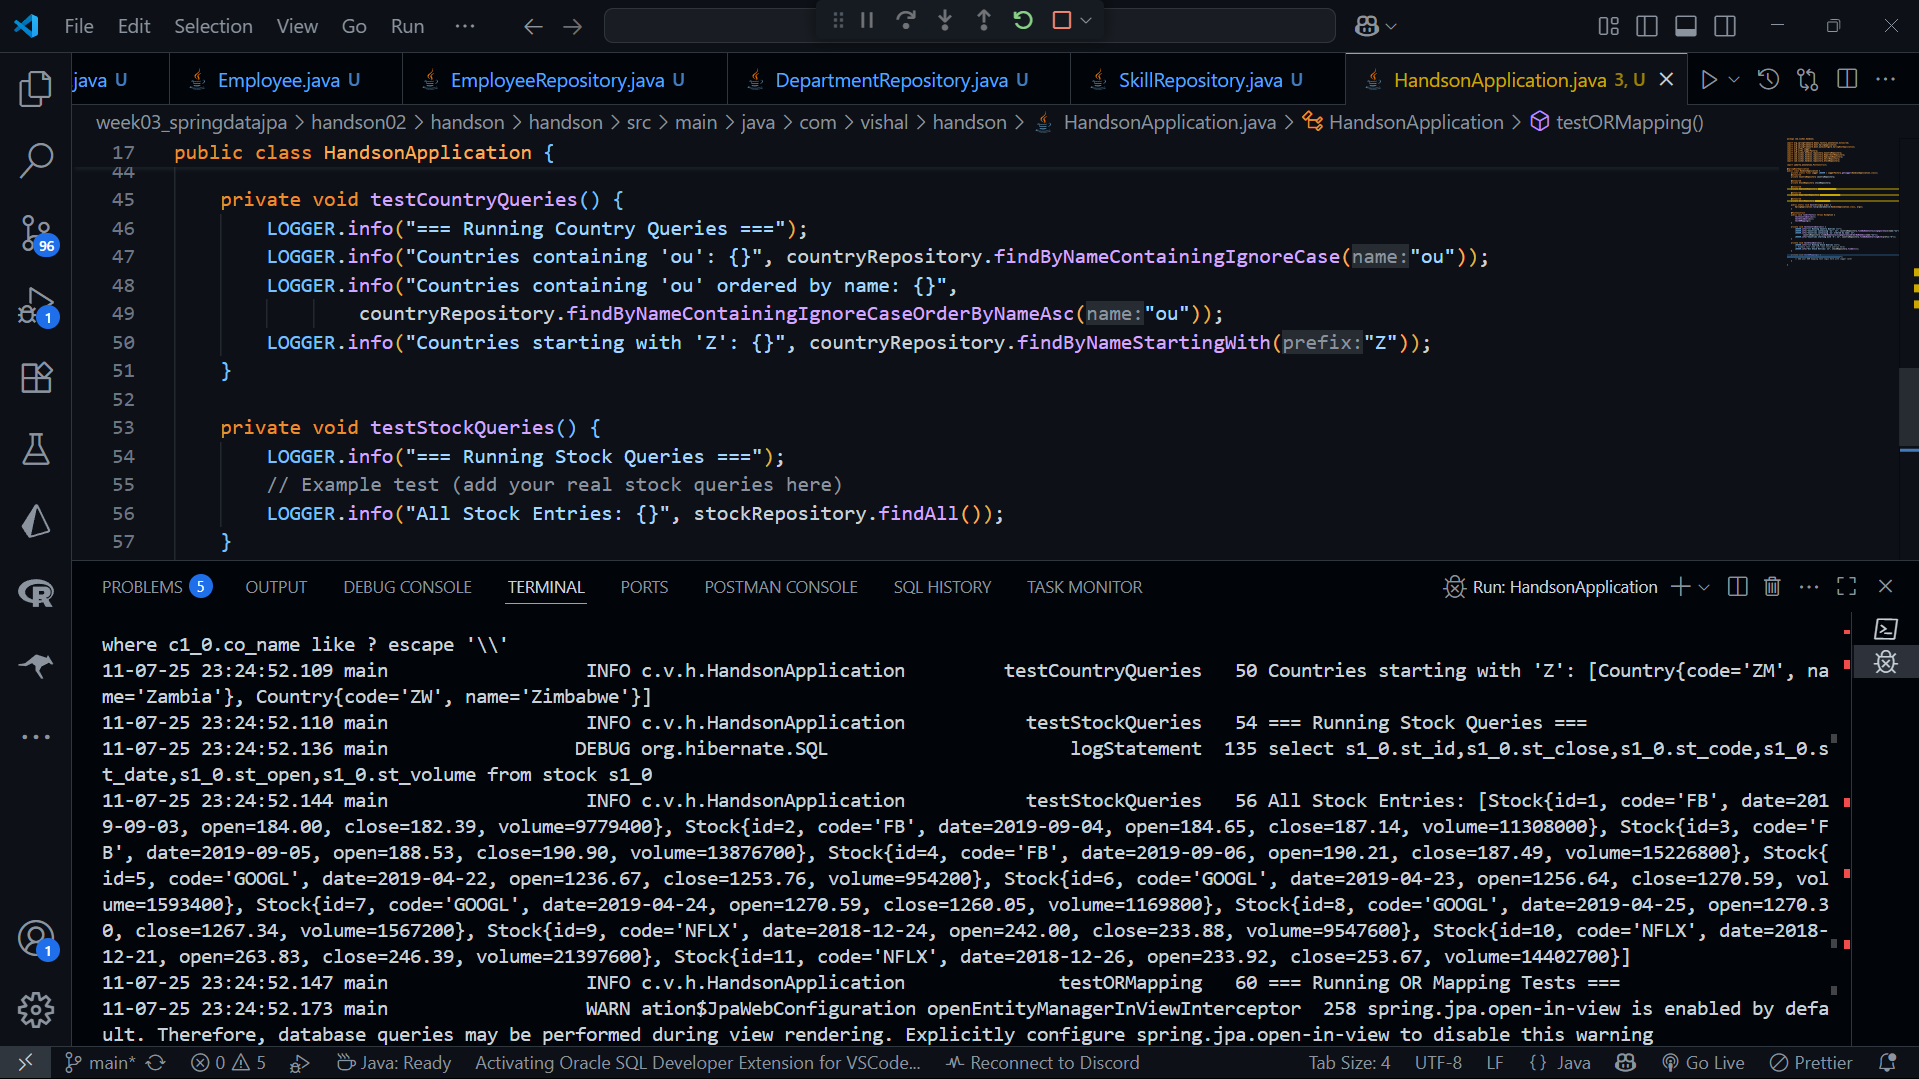 File Edit Selection View Go Run ···
java U Employee.java U EmployeeRepository.java U DepartmentRepository.java U SkillRepository.java U HandsonApplication.java 3, U
week03_springdatajpa > handson02 > handson > handson > src > main > java > com > vishal > handson > HandsonApplication.java > HandsonApplication > testORMapping()
17 public class HandsonApplication {
44
45 private void testCountryQueries() {
46 LOGGER.info("=== Running Country Queries ===");
47 LOGGER.info("Countries containing 'ou': {}", countryRepository.findByNameContainingIgnoreCase(name:"ou"));
48 LOGGER.info("Countries containing 'ou' ordered by name: {}",
49 countryRepository.findByNameContainingIgnoreCaseOrderByNameAsc(name:"ou"));
50 LOGGER.info("Countries starting with 'Z': {}", countryRepository.findByNameStartingWith(prefix:"Z"));
51 }
52
53 private void testStockQueries() {
54 LOGGER.info("=== Running Stock Queries ===");
55 // Example test (add your real stock queries here)
56 LOGGER.info("All Stock Entries: {}", stockRepository.findAll());
57 }
96
1
1
PROBLEMS 5 OUTPUT DEBUG CONSOLE TERMINAL PORTS POSTMAN CONSOLE SQL HISTORY TASK MONITOR Run: HandsonApplication
where c1_0.co_name like ? escape '\\'
11-07-25 23:24:52.109 main INFO c.v.h.HandsonApplication testCountryQueries 50 Countries starting with 'Z': [Country{code='ZM', na
me='Zambia'}, Country{code='ZW', name='Zimbabwe'}]
11-07-25 23:24:52.110 main INFO c.v.h.HandsonApplication testStockQueries 54 === Running Stock Queries ===
11-07-25 23:24:52.136 main DEBUG org.hibernate.SQL logStatement 135 select s1_0.st_id,s1_0.st_close,s1_0.st_code,s1_0.s
t_date,s1_0.st_open,s1_0.st_volume from stock s1_0
11-07-25 23:24:52.144 main INFO c.v.h.HandsonApplication testStockQueries 56 All Stock Entries: [Stock{id=1, code='FB', date=201
9-09-03, open=184.00, close=182.39, volume=9779400}, Stock{id=2, code='FB', date=2019-09-04, open=184.65, close=187.14, volume=11308000}, Stock{id=3, code='F
B', date=2019-09-05, open=188.53, close=190.90, volume=13876700}, Stock{id=4, code='FB', date=2019-09-06, open=190.21, close=187.49, volume=15226800}, Stock{
id=5, code='GOOGL', date=2019-04-22, open=1236.67, close=1253.76, volume=954200}, Stock{id=6, code='GOOGL', date=2019-04-23, open=1256.64, close=1270.59, vol
ume=1593400}, Stock{id=7, code='GOOGL', date=2019-04-24, open=1270.59, close=1260.05, volume=1169800}, Stock{id=8, code='GOOGL', date=2019-04-25, open=1270.3
0, close=1267.34, volume=1567200}, Stock{id=9, code='NFLX', date=2018-12-24, open=242.00, close=233.88, volume=9547600}, Stock{id=10, code='NFLX', date=2018-
12-21, open=263.83, close=246.39, volume=21397600}, Stock{id=11, code='NFLX', date=2018-12-26, open=233.92, close=253.67, volume=14402700}]
11-07-25 23:24:52.147 main INFO c.v.h.HandsonApplication testORMapping 60 === Running OR Mapping Tests ===
11-07-25 23:24:52.173 main WARN ation$JpaWebConfiguration openEntityManagerInViewInterceptor 258 spring.jpa.open-in-view is enabled by defa
ult. Therefore, database queries may be performed during view rendering. Explicitly configure spring.jpa.open-in-view to disable this warning
main* 0 5 Java: Ready Activating Oracle SQL Developer Extension for VSCode... Reconnect to Discord Tab Size: 4 UTF-8 LF {} Java Go Live Prettier